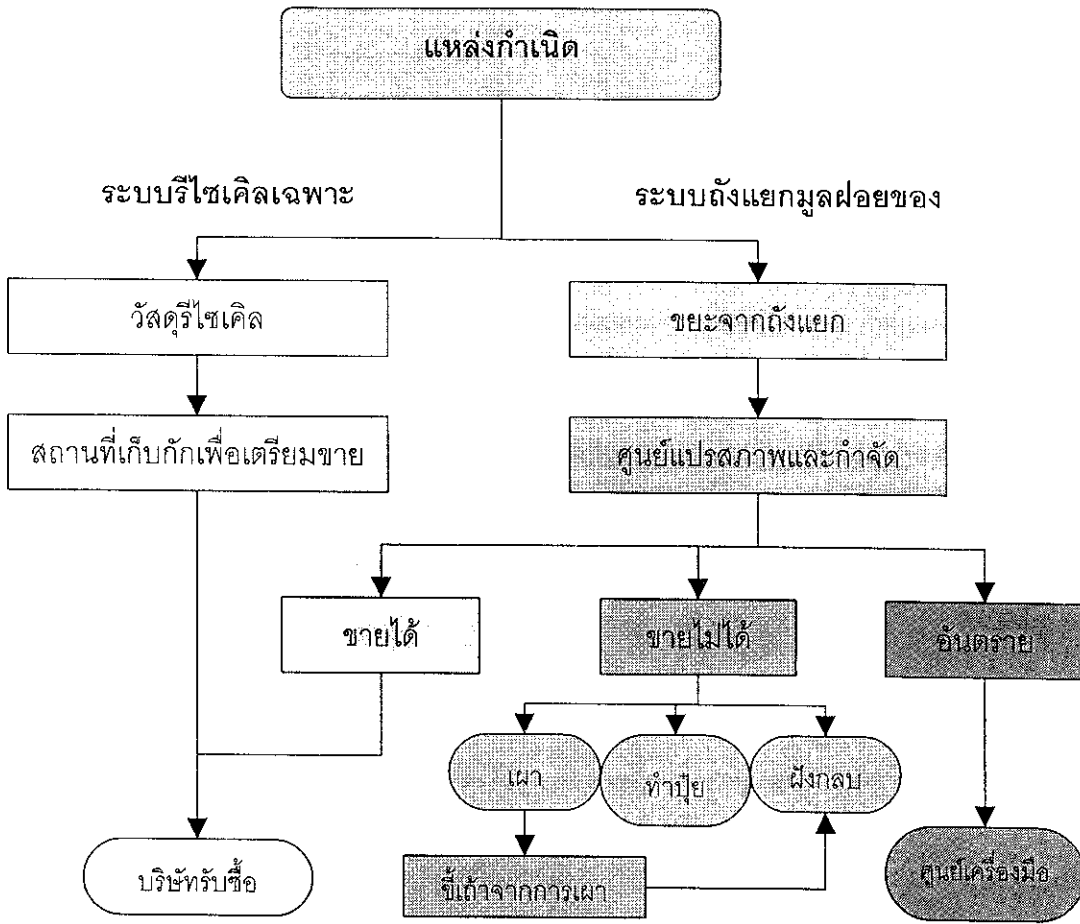 แหล่งกำเนิด
ระบบรีไซเคิลเฉพาะ
ระบบถังแยกมูลฝอยของ
วัสดุรีไซเคิล
ขยะจากถังแยก
สถานที่เก็บกักเพื่อเตรียมขาย
ศูนย์แปรสภาพและกำจัด
ขายได้
ขายไม่ได้
อันตราย
เผา
ทำปุ๋ย
ฝังกลบ
บริษัทรับซื้อ
ขี้เถ้าจากการเผา
ศูนย์เครื่องมือ